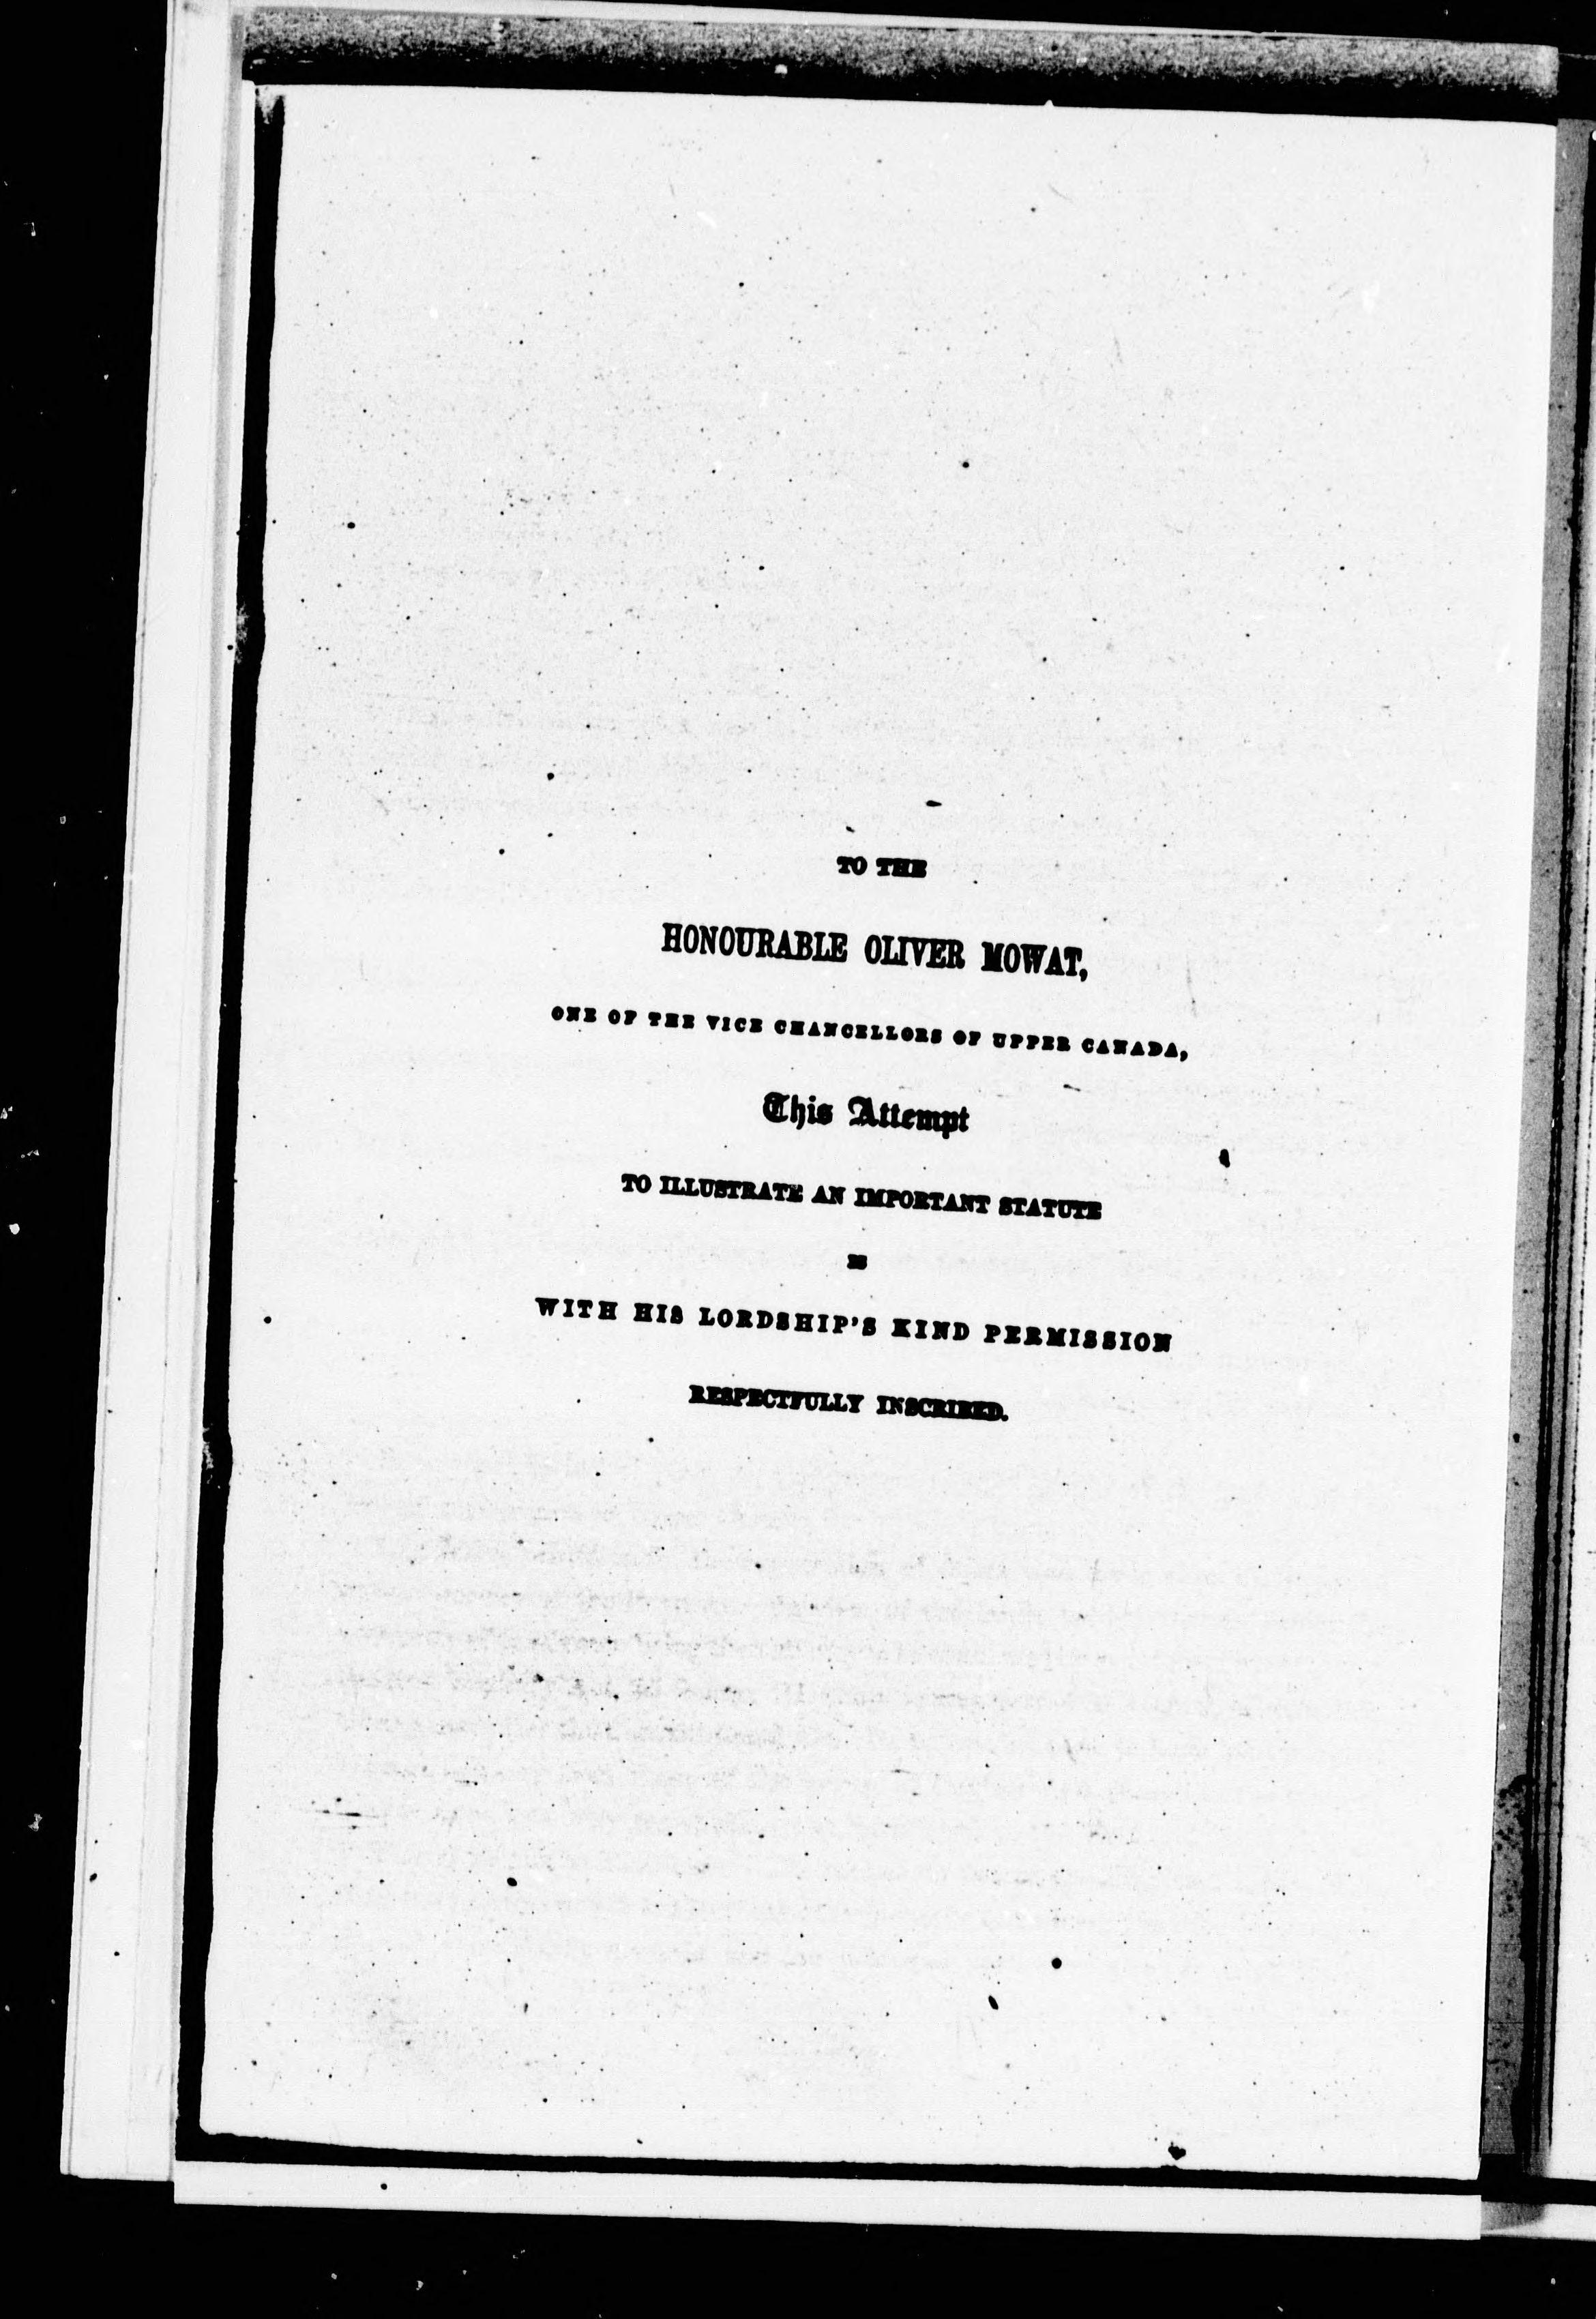 TO THE
HONOURABLE OLIVER MOWAT,
ONE OF THE VICE CHANCELLORS OF UPPER CANADA,
This Attempt
TO ILLUSTRATE AN IMPORTANT STATUTE
IS
WITH HIS LORDSHIP'S KIND PERMISSION
RESPECTFULLY INSCRIBED.